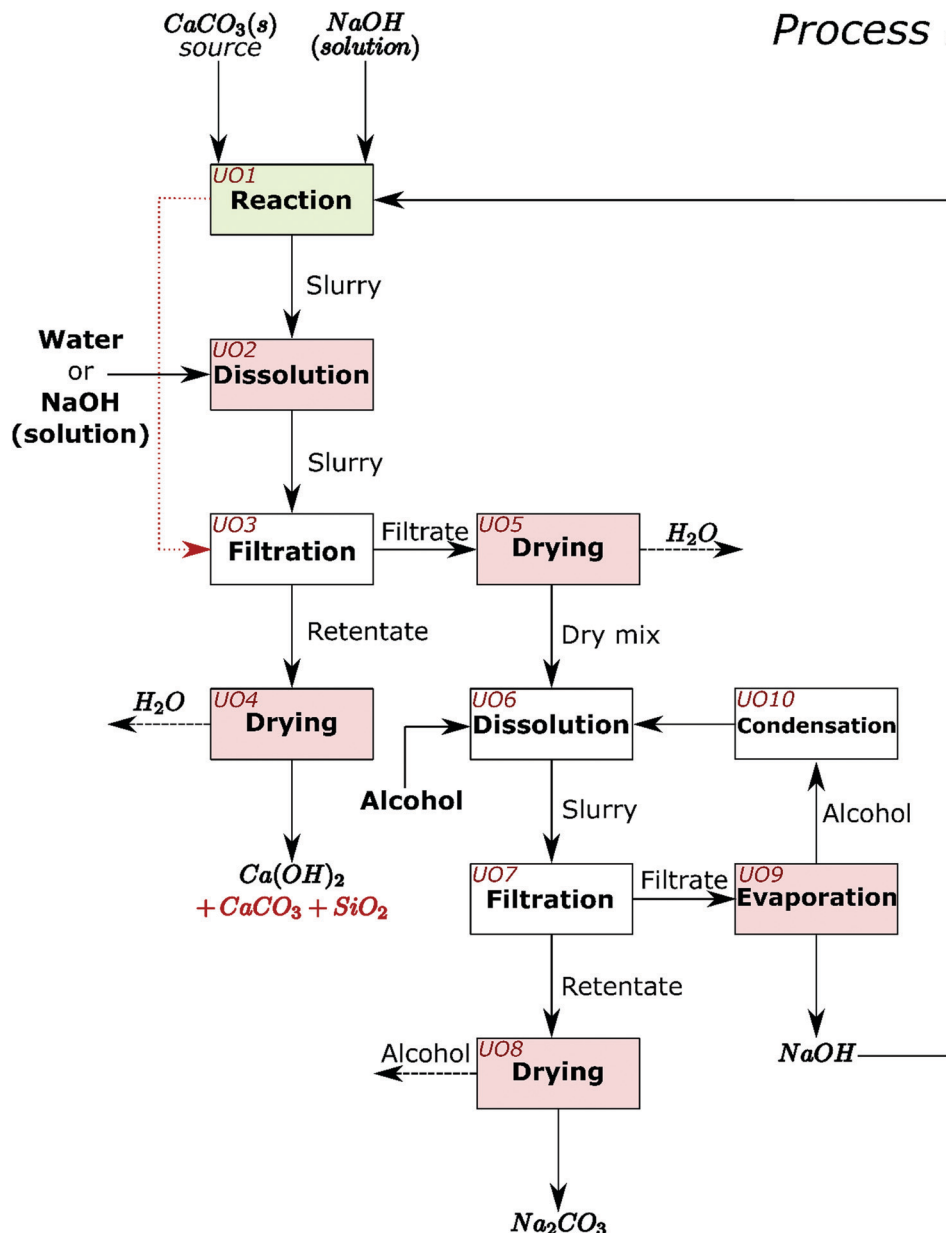 CaCO₃(s)
source
NaOH
(solution)
Process
UO1
Reaction
Slurry
Water
or
NaOH
(solution)
UO2
Dissolution
Slurry
UO3
Filtration
Filtrate
UO5
Drying
H₂O
Retentate
Dry mix
H₂O
UO4
Drying
UO6
Dissolution
UO10
Condensation
Alcohol
Slurry
Alcohol
Ca(OH)₂
+ CaCO₃ + SiO₂
UO7
Filtration
Filtrate
UO9
Evaporation
Retentate
Alcohol
UO8
Drying
NaOH
Na₂CO₃